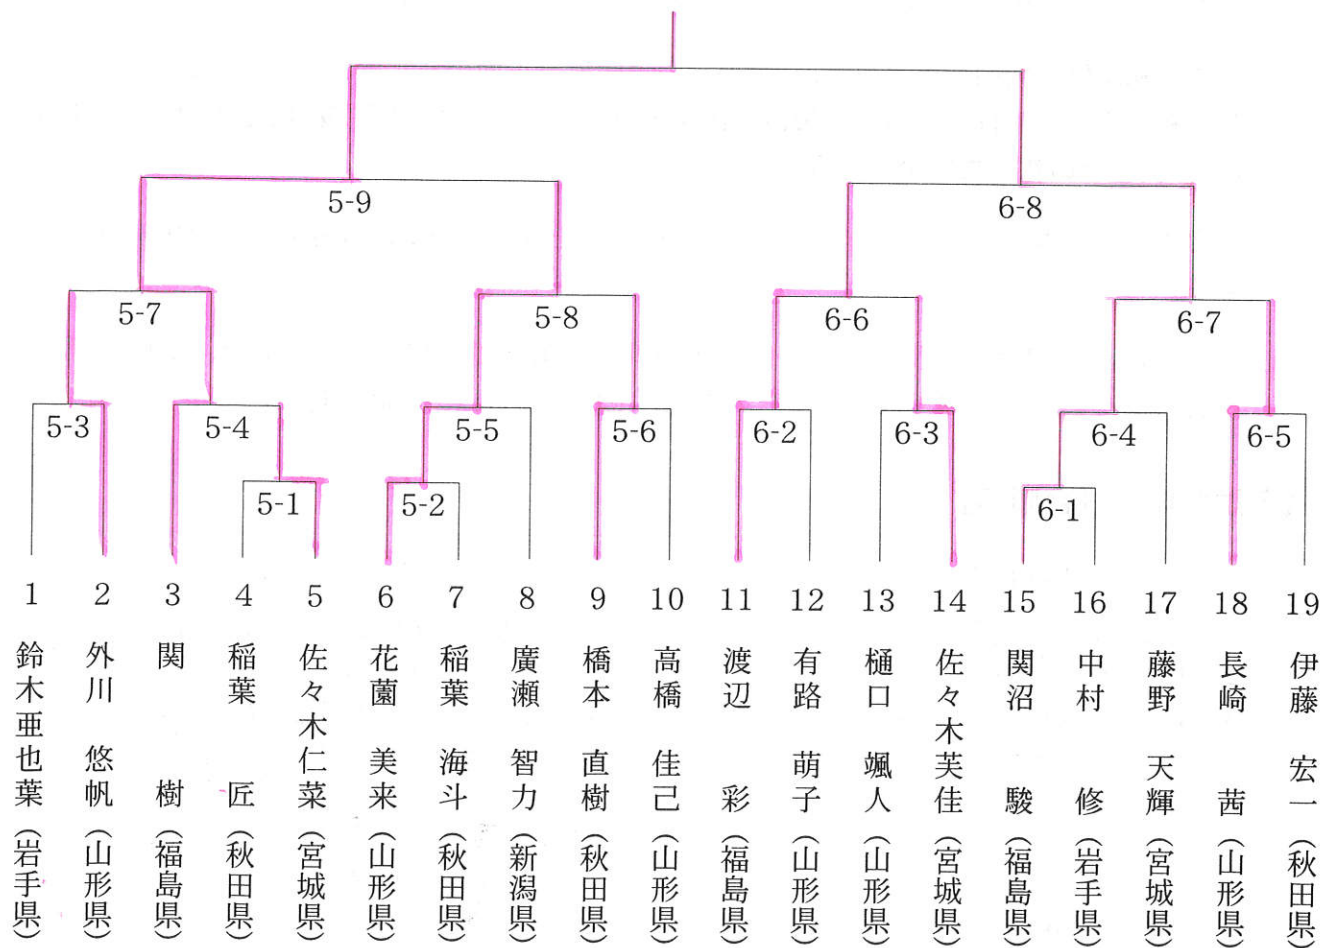 5-9
6-8
5-7
5-8
6-6
6-7
5-3
5-4
5-5
5-6
6-2
6-3
6-4
6-5
5-1
5-2
6-1
1 鈴木亜也葉（岩手県）
2 外川 悠帆（山形県）
3 関 樹（福島県）
4 稲葉 匠（秋田県）
5 佐々木仁菜（宮城県）
6 花薗 美来（山形県）
7 稲葉 海斗（秋田県）
8 廣瀬 智力（新潟県）
9 橋本 直樹（秋田県）
10 高橋 佳己（山形県）
11 渡辺 彩（福島県）
12 有路 萌子（山形県）
13 樋口 颯人（山形県）
14 佐々木芙佳（宮城県）
15 関沼 駿（福島県）
16 中村 修（岩手県）
17 藤野 天輝（宮城県）
18 長崎 茜（山形県）
19 伊藤 宏一（秋田県）